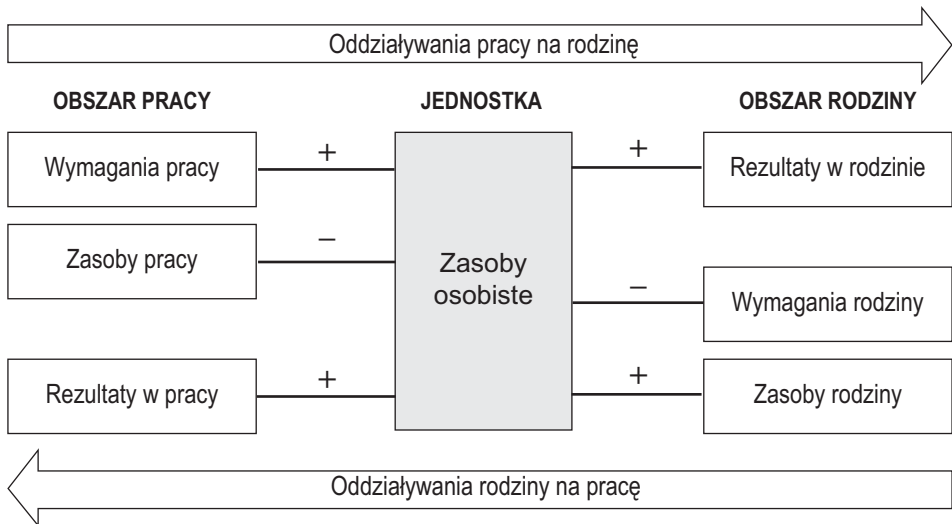 Oddziaływania pracy na rodzinę
OBSZAR PRACY
JEDNOSTKA
OBSZAR RODZINY
Wymagania pracy
+
+
Rezultaty w rodzinie
Zasoby pracy
–
Zasoby
osobiste
–
Wymagania rodziny
Rezultaty w pracy
+
+
Zasoby rodziny
Oddziaływania rodziny na pracę